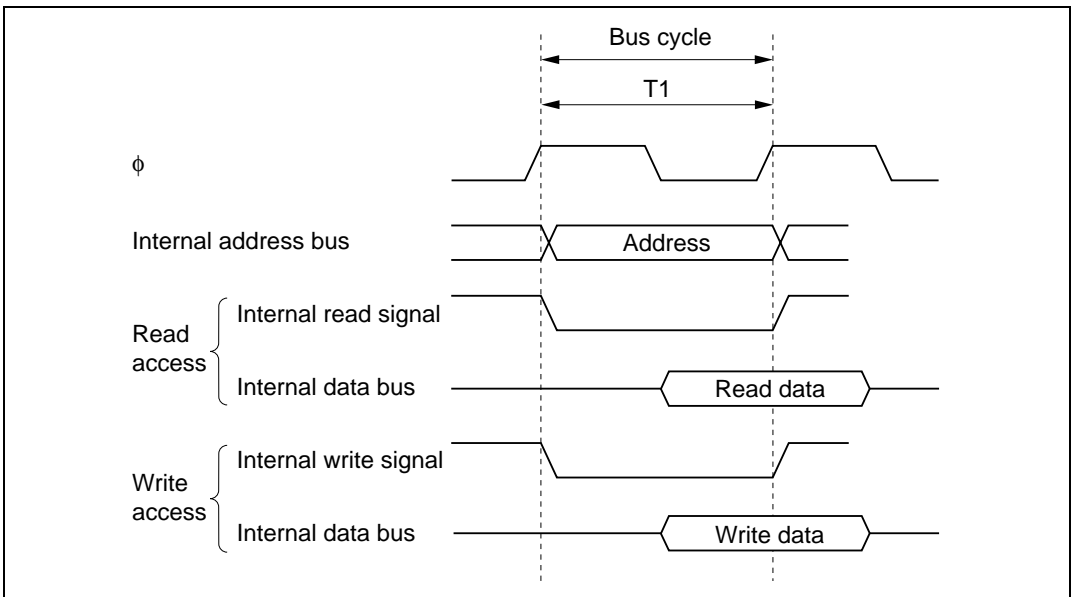 Bus cycle
T1
ϕ
Internal address bus
Address
Read
access
Internal read signal
Internal data bus
Read data
Write
access
Internal write signal
Internal data bus
Write data